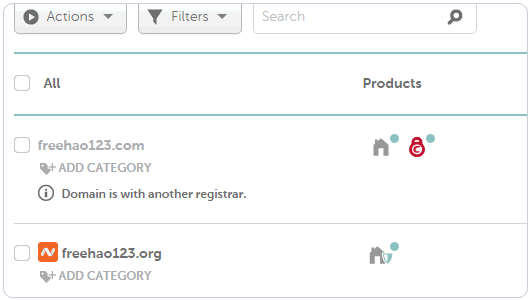 Actions
Filters
Search
All
Products
freehao123.com
ADD CATEGORY
Domain is with another registrar.
freehao123.org
ADD CATEGORY